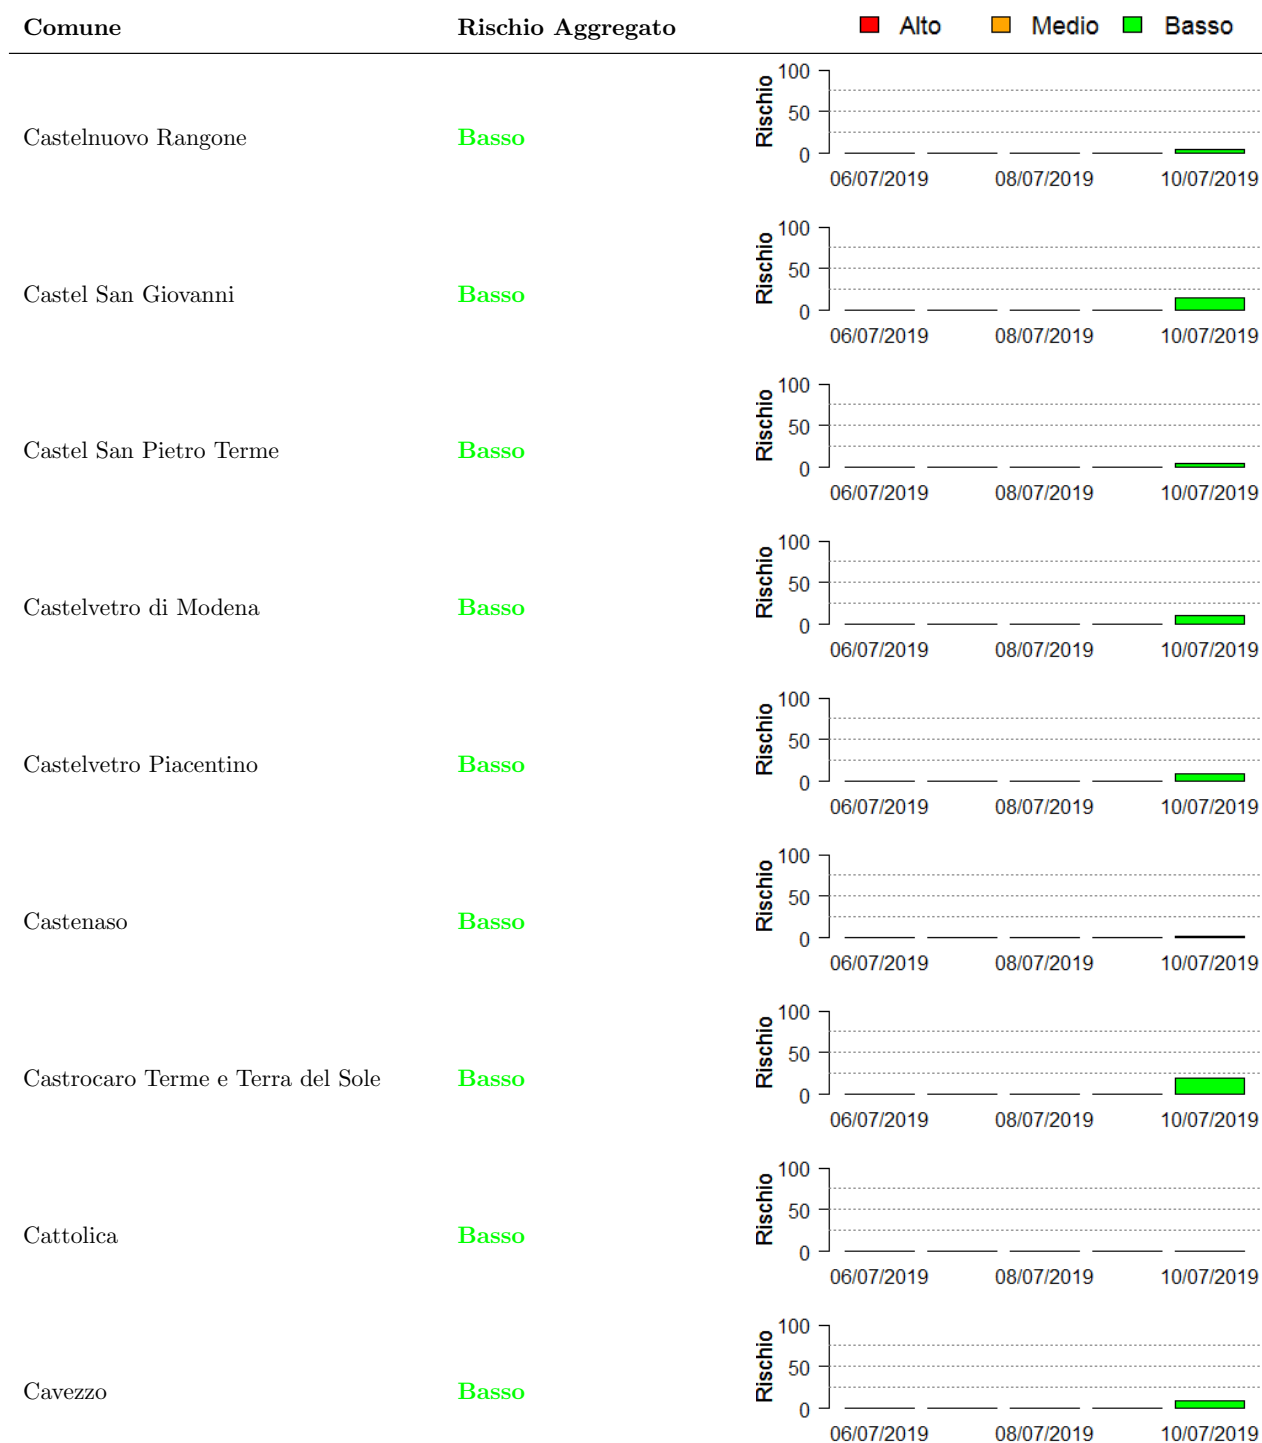 Comune Rischio Aggregato Alto Medio Basso
Castelnuovo Rangone Basso
Rischio
100
50
0
06/07/2019 08/07/2019 10/07/2019
Castel San Giovanni Basso
Rischio
100
50
0
06/07/2019 08/07/2019 10/07/2019
Castel San Pietro Terme Basso
Rischio
100
50
0
06/07/2019 08/07/2019 10/07/2019
Castelvetro di Modena Basso
Rischio
100
50
0
06/07/2019 08/07/2019 10/07/2019
Castelvetro Piacentino Basso
Rischio
100
50
0
06/07/2019 08/07/2019 10/07/2019
Castenaso Basso
Rischio
100
50
0
06/07/2019 08/07/2019 10/07/2019
Castrocaro Terme e Terra del Sole Basso
Rischio
100
50
0
06/07/2019 08/07/2019 10/07/2019
Cattolica Basso
Rischio
100
50
0
06/07/2019 08/07/2019 10/07/2019
Cavezzo Basso
Rischio
100
50
0
06/07/2019 08/07/2019 10/07/2019